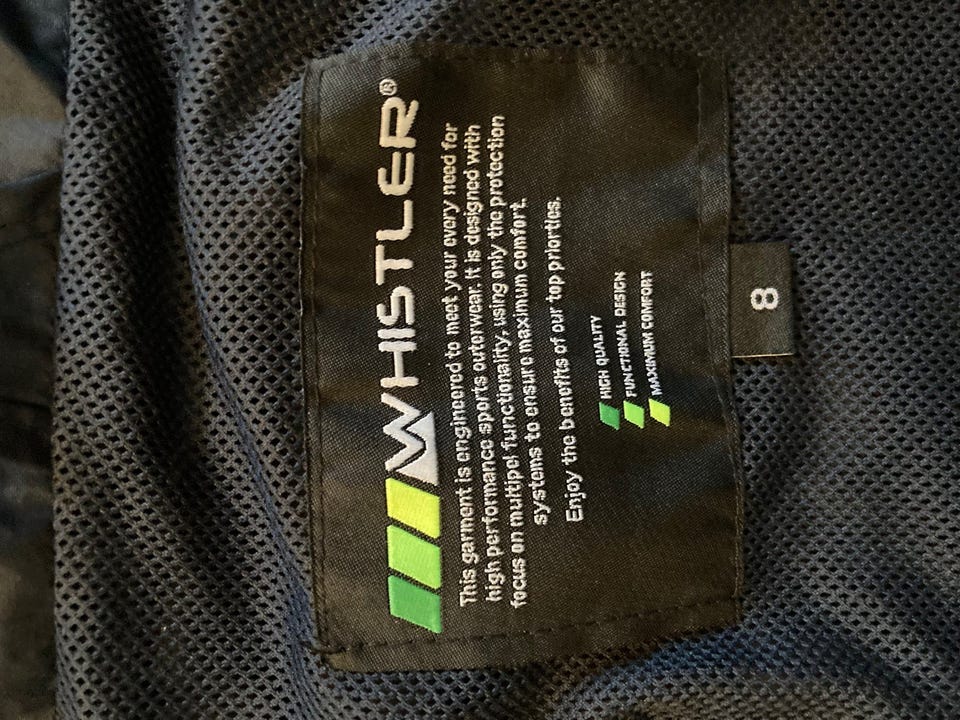 WHISTLER®
This garment is engineered to meet your every need for
high performance sports outerwear. It is designed with
focus on multipel functionality, using only the protection
systems to ensure maximum comfort.
Enjoy the benefits of our top priorties.
HIGH QUALITY
FUNCTIONAL DESIGN
MAXIMUM COMFORT
8